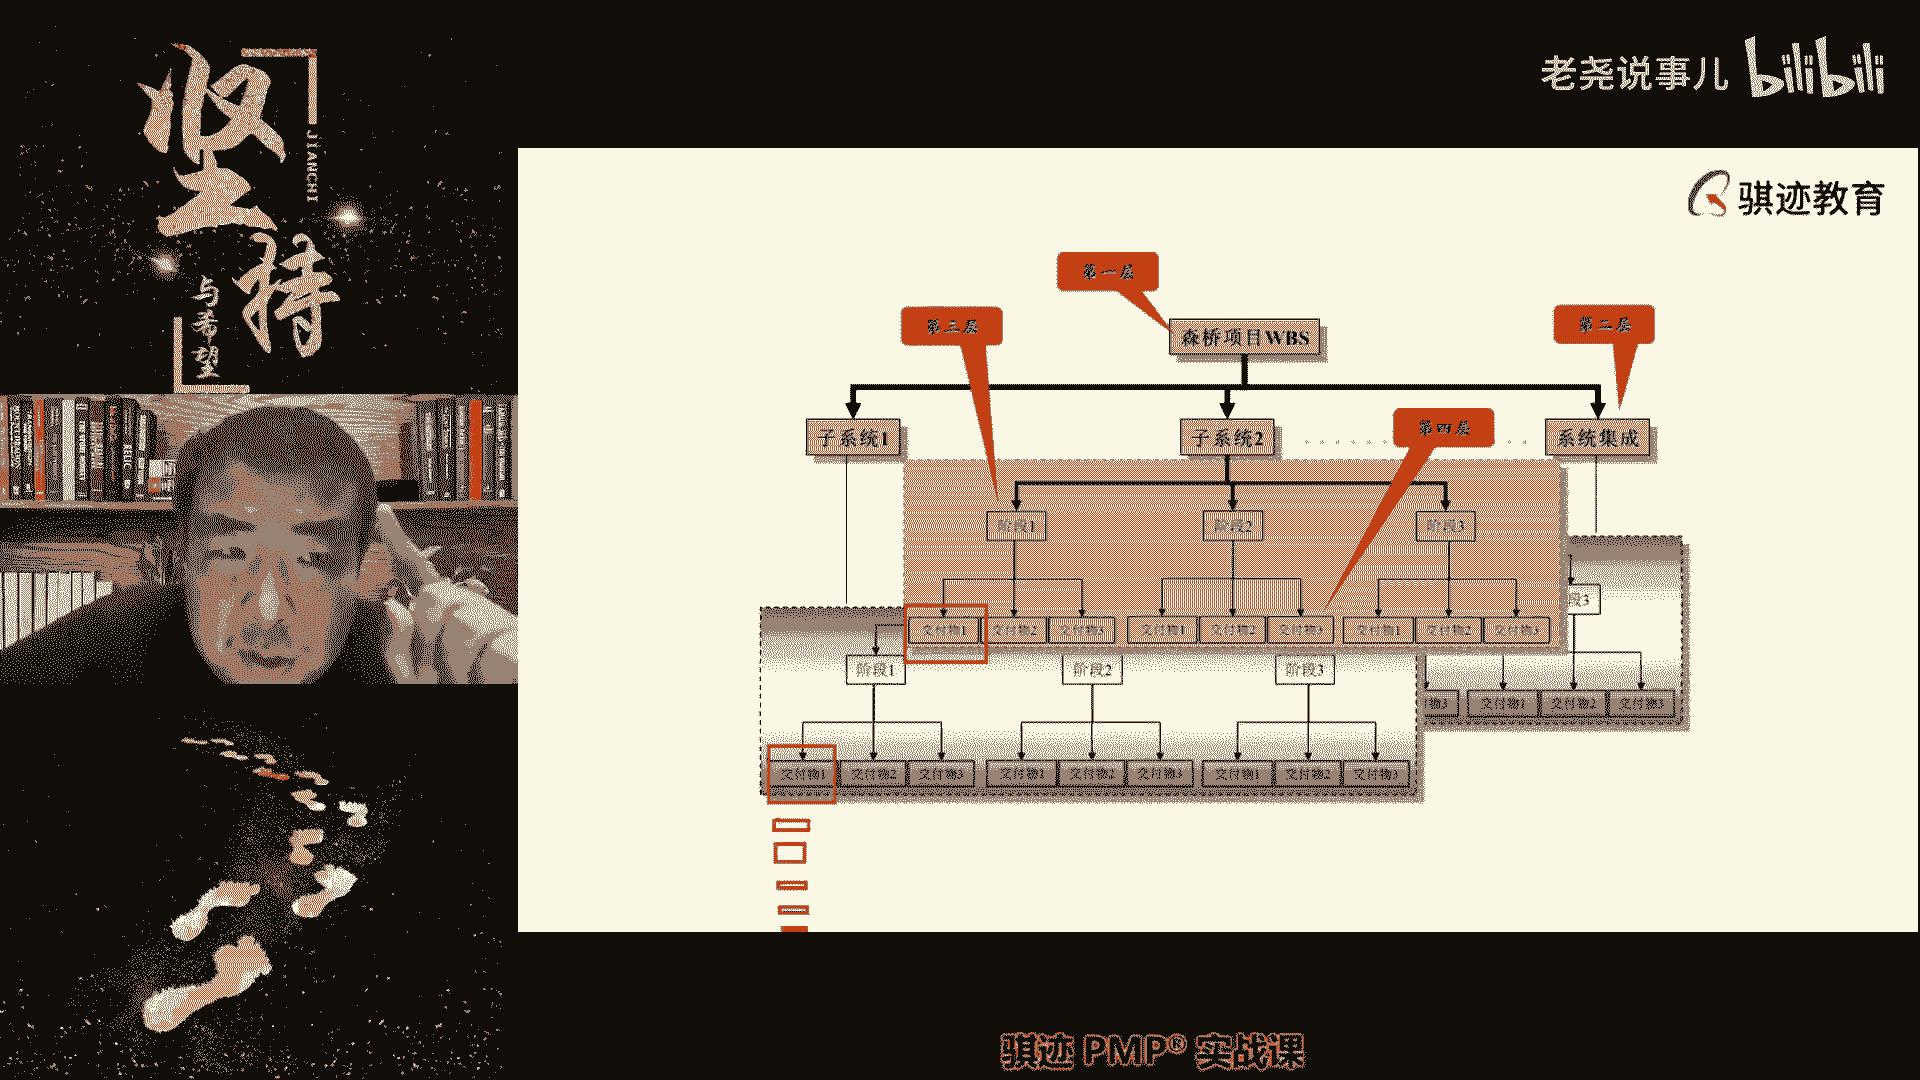 坚持
JIANCHI
与希望
老尧说事儿 bilibili
骐迹教育
第一层
第三层
第二层
森桥项目WBS
子系统1
子系统2
第四层
系统集成
阶段1
阶段2
阶段3
段3
交付物1 交付物2 交付物3 交付物1 交付物2 交付物3 交付物1 交付物2 交付物3
阶段1
阶段2
阶段3
物3 交付物1 交付物2 交付物3
交付物1 交付物2 交付物3 交付物1 交付物2 交付物3 交付物1 交付物2 交付物3
骐迹 PMP® 实战课